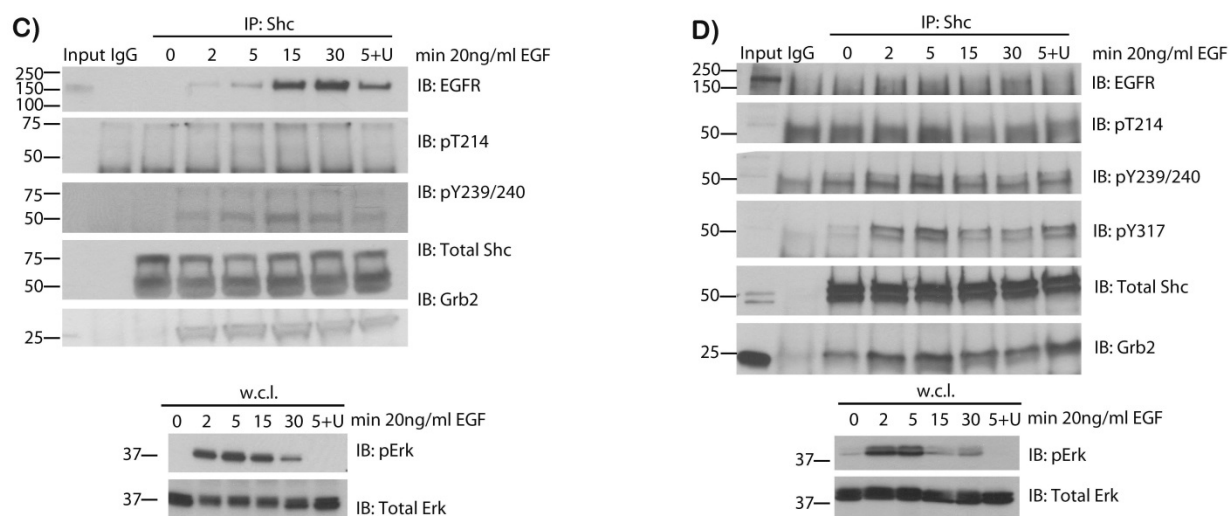 C)
IP: Shc
Input IgG 0 2 5 15 30 5+U min 20ng/ml EGF
250
150
100
IB: EGFR
75
50
IB: pT214
75
50
IB: pY239/240
75
50
IB: Total Shc
IB: Grb2
25
w.c.l.
0 2 5 15 30 5+U min 20ng/ml EGF
37
IB: pErk
37
IB: Total Erk
D)
IP: Shc
Input IgG 0 2 5 15 30 5+U min 20ng/ml EGF
250
150
IB: EGFR
50
IB: pT214
50
IB: pY239/240
50
IB: pY317
50
IB: Total Shc
25
IB: Grb2
w.c.l.
0 2 5 15 30 5+U min 20ng/ml EGF
37
IB: pErk
37
IB: Total Erk